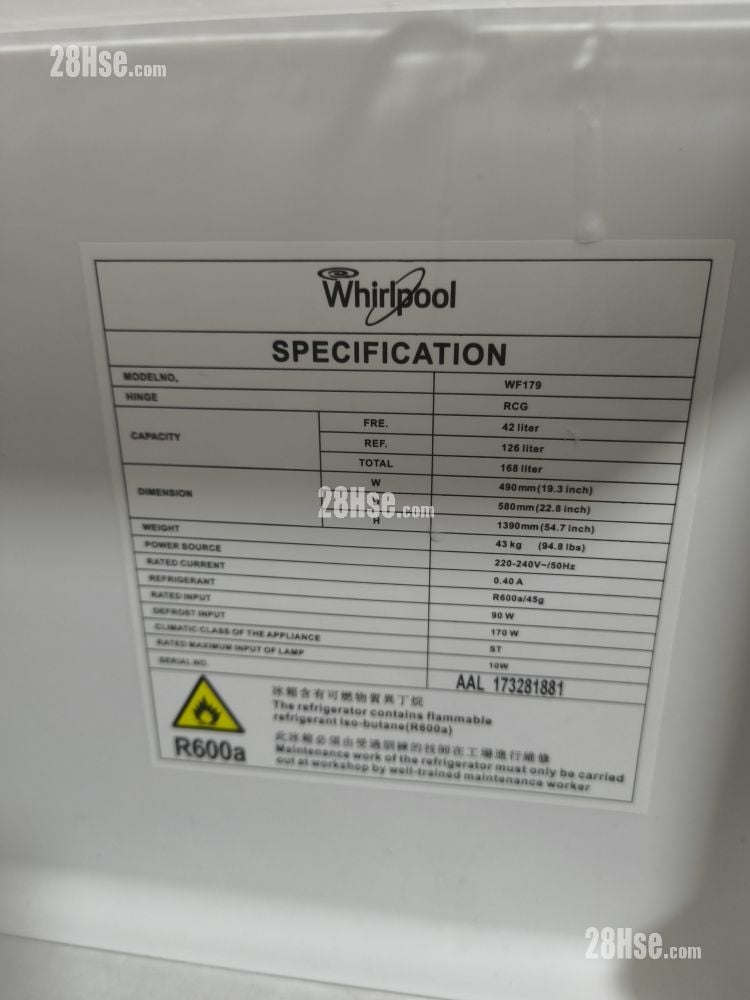 28Hse.com
Whirlpool
SPECIFICATION
MODELNO. WF179
HINGE RCG
CAPACITY FRE. 42 liter
REF. 126 liter
TOTAL 168 liter
DIMENSION W 490mm(19.3 inch)
580mm(22.8 inch)
28Hse.com
H 1390mm(54.7 inch)
WEIGHT 43 kg (94.8 lbs)
POWER SOURCE 220-240V~/50Hz
RATED CURRENT 0.40 A
REFRIGERANT R600a/45g
RATED INPUT 90 W
DEFROST INPUT 170 W
CLIMATIC CLASS OF THE APPLIANCE ST
RATED MAXIMUM INPUT OF LAMP 10W
SERIAL NO. AAL 173281881
R600a
冰箱含有可燃物質異丁烷
The refrigerator contains flammable
refrigerant iso-butane(R600a)
此冰箱必須由受過訓練的技師在工場進行維修
Maintenance work of the refrigerator must only be carried
out at workshop by well-trained maintenance worker
28Hse.com